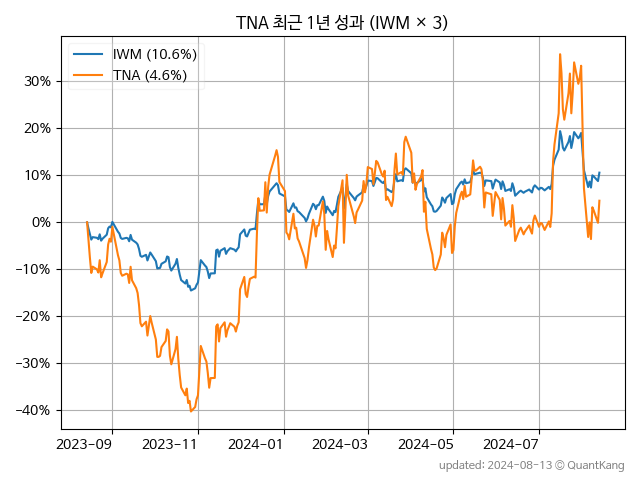 TNA 최근 1년 성과 (IWM × 3)
IWM (10.6%)
TNA (4.6%)
30%
20%
10%
0%
−10%
−20%
−30%
−40%
2023-09 2023-11 2024-01 2024-03 2024-05 2024-07
updated: 2024-08-13 © QuantKang